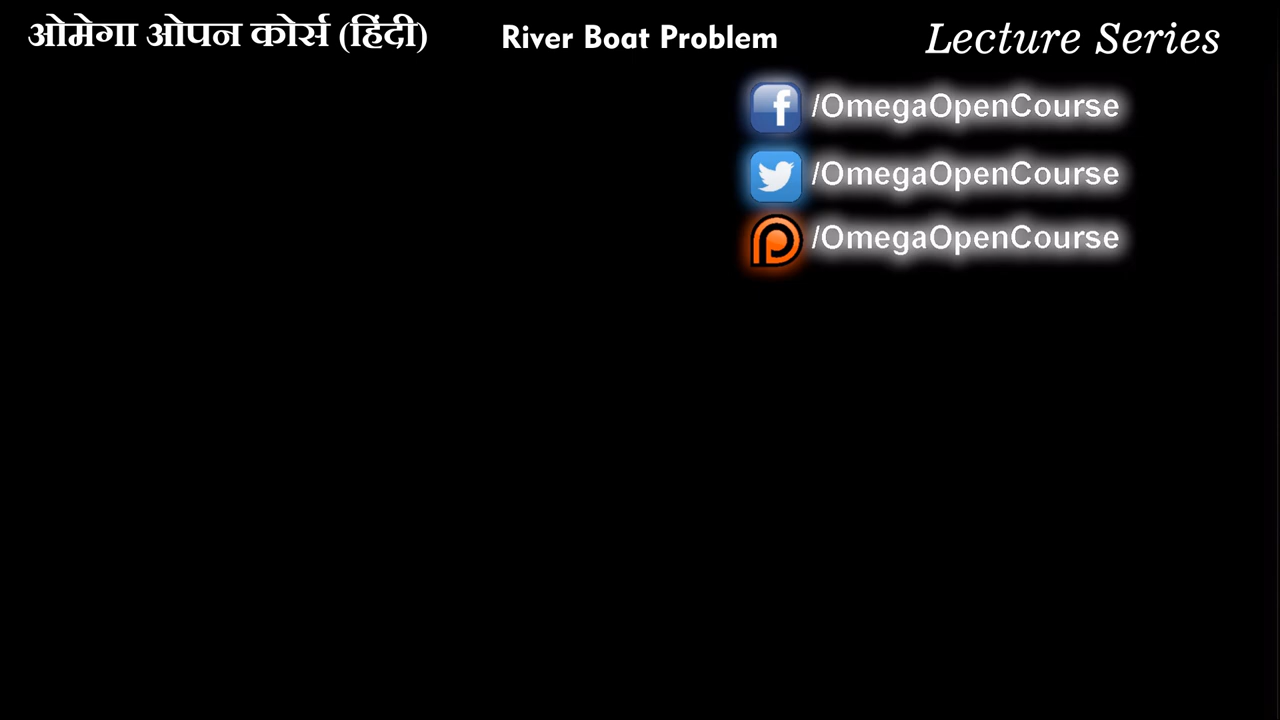 ओमेगा ओपन कोर्स (हिंदी) River Boat Problem Lecture Series
/OmegaOpenCourse
/OmegaOpenCourse
/OmegaOpenCourse